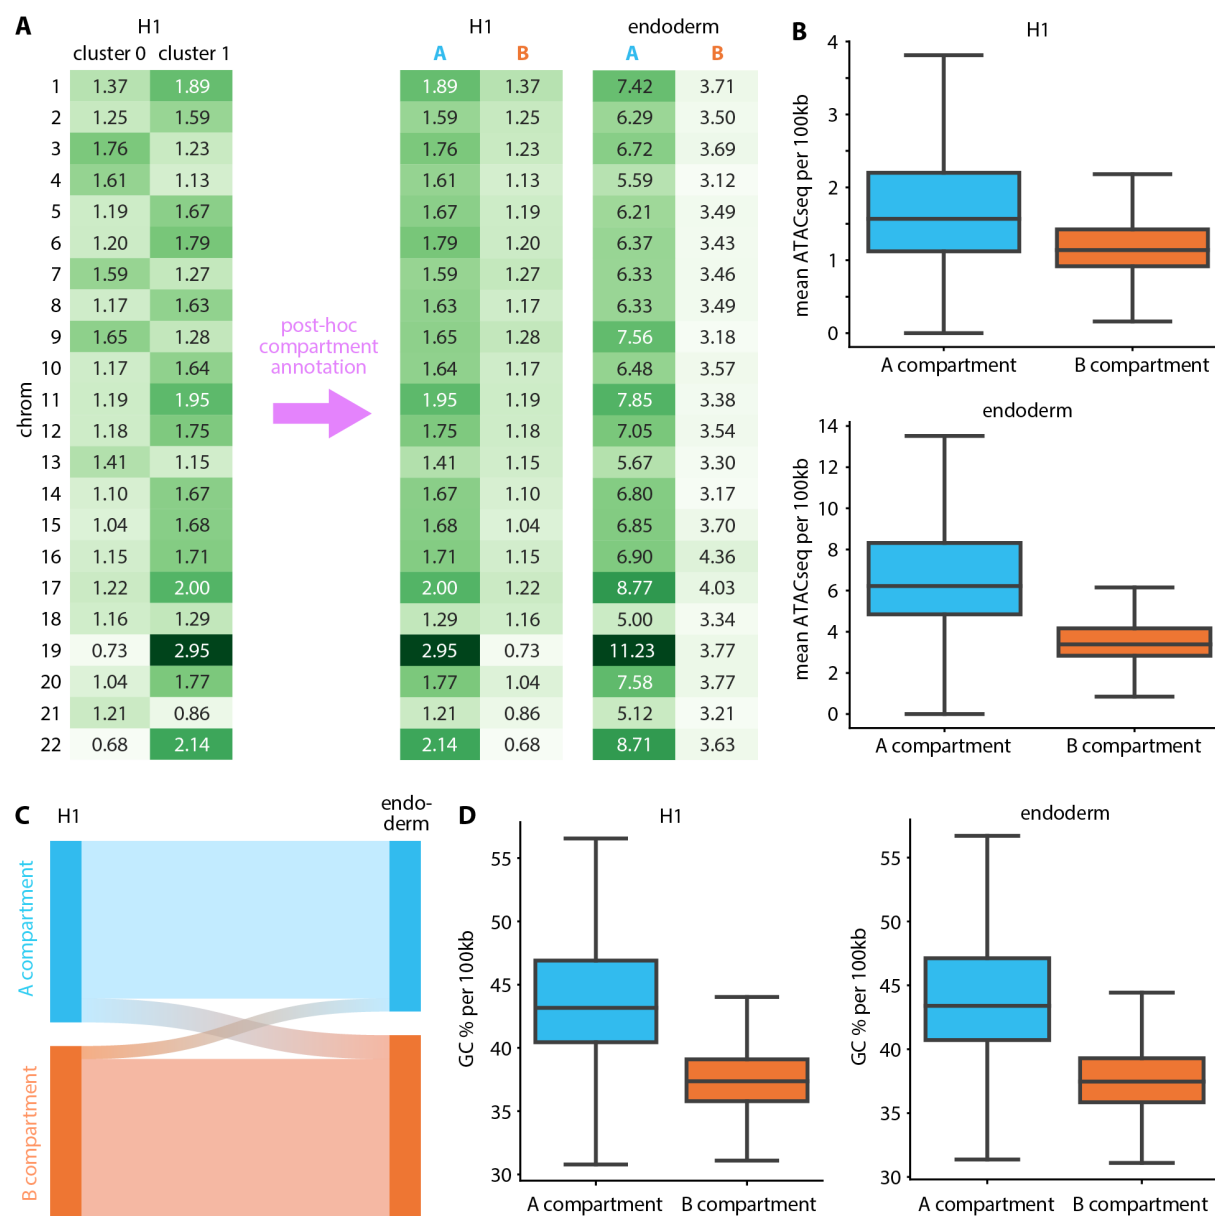 A
H1
cluster 0 cluster 1
H1
A B
endoderm
A B
chrom
1 1.37 1.89 1.89 1.37 7.42 3.71
2 1.25 1.59 1.59 1.25 6.29 3.50
3 1.76 1.23 1.76 1.23 6.72 3.69
4 1.61 1.13 1.61 1.13 5.59 3.12
5 1.19 1.67 1.67 1.19 6.21 3.49
6 1.20 1.79 1.79 1.20 6.37 3.43
7 1.59 1.27 1.59 1.27 6.33 3.46
8 1.17 1.63 1.63 1.17 6.33 3.49
9 1.65 1.28 1.65 1.28 7.56 3.18
10 1.17 1.64 1.64 1.17 6.48 3.57
11 1.19 1.95 1.95 1.19 7.85 3.38
12 1.18 1.75 1.75 1.18 7.05 3.54
13 1.41 1.15 1.41 1.15 5.67 3.30
14 1.10 1.67 1.67 1.10 6.80 3.17
15 1.04 1.68 1.68 1.04 6.85 3.70
16 1.15 1.71 1.71 1.15 6.90 4.36
17 1.22 2.00 2.00 1.22 8.77 4.03
18 1.16 1.29 1.29 1.16 5.00 3.34
19 0.73 2.95 2.95 0.73 11.23 3.77
20 1.04 1.77 1.77 1.04 7.58 3.77
21 1.21 0.86 1.21 0.86 5.12 3.21
22 0.68 2.14 2.14 0.68 8.71 3.63
post-hoc
compartment
annotation
B
H1
mean ATACseq per 100kb
4
3
2
1
0
A compartment B compartment
endoderm
mean ATACseq per 100kb
14
12
10
8
6
4
2
0
A compartment B compartment
C
H1
endo-
derm
A compartment
B compartment
D
H1
GC % per 100kb
55
50
45
40
35
30
A compartment B compartment
endoderm
GC % per 100kb
55
50
45
40
35
30
A compartment B compartment